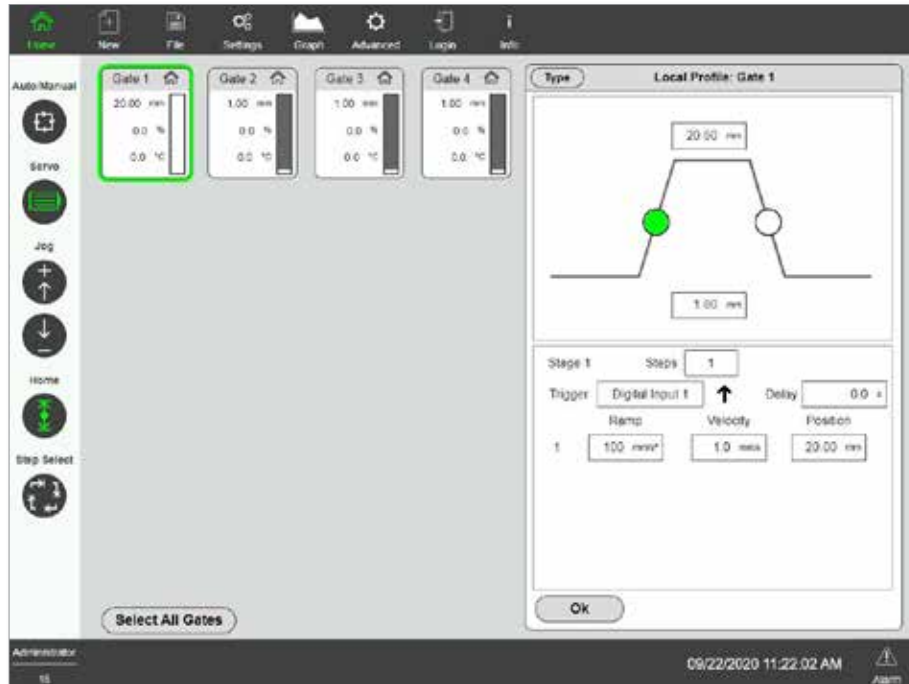 Home New File Settings Graph Advanced Login Info
Auto/Manual
Servo
Jog
Home
Step Select
Gate 1
20.00 mm
0.0 %
0.0 °C
Gate 2
1.00 mm
0.0 %
0.0 °C
Gate 3
1.00 mm
0.0 %
0.0 °C
Gate 4
1.00 mm
0.0 %
0.0 °C
Select All Gates
Type Local Profile: Gate 1
20.00 mm
1.00 mm
Stage 1 Steps 1
Trigger Digital Input 1 Delay 0.0 s
Ramp Velocity Position
1 100 mm/s² 1.0 mm/s 20.00 mm
Ok
Administrator
09/22/2020 11:22:02 AM
Alarm